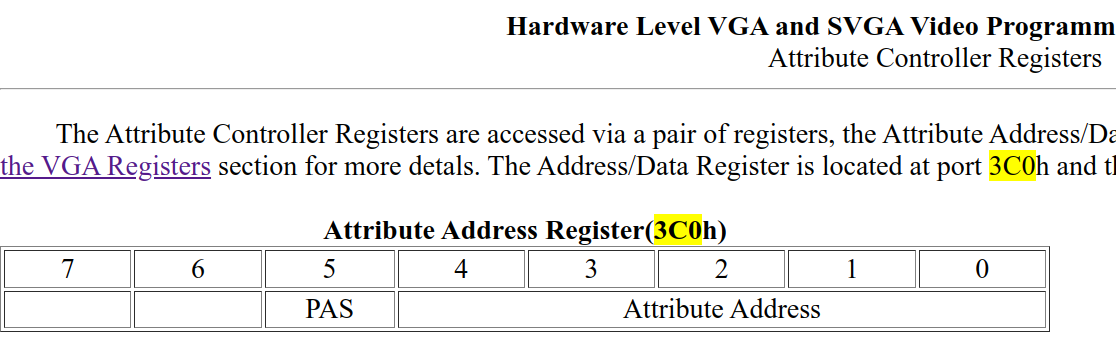 Hardware Level VGA and SVGA Video Programm
Attribute Controller Registers
The Attribute Controller Registers are accessed via a pair of registers, the Attribute Address/Da
the VGA Registers section for more detals. The Address/Data Register is located at port 3C0h and th
Attribute Address Register(3C0h)
7 6 5 4 3 2 1 0
PAS Attribute Address